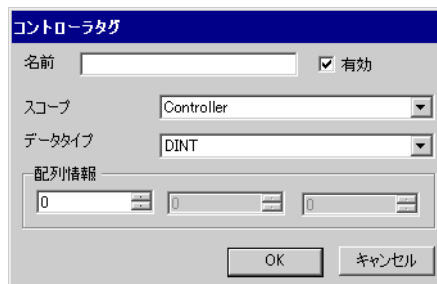 コントローラタグ
名前 有効
スコープ Controller
データタイプ DINT
配列情報
0 0 0
OK キャンセル